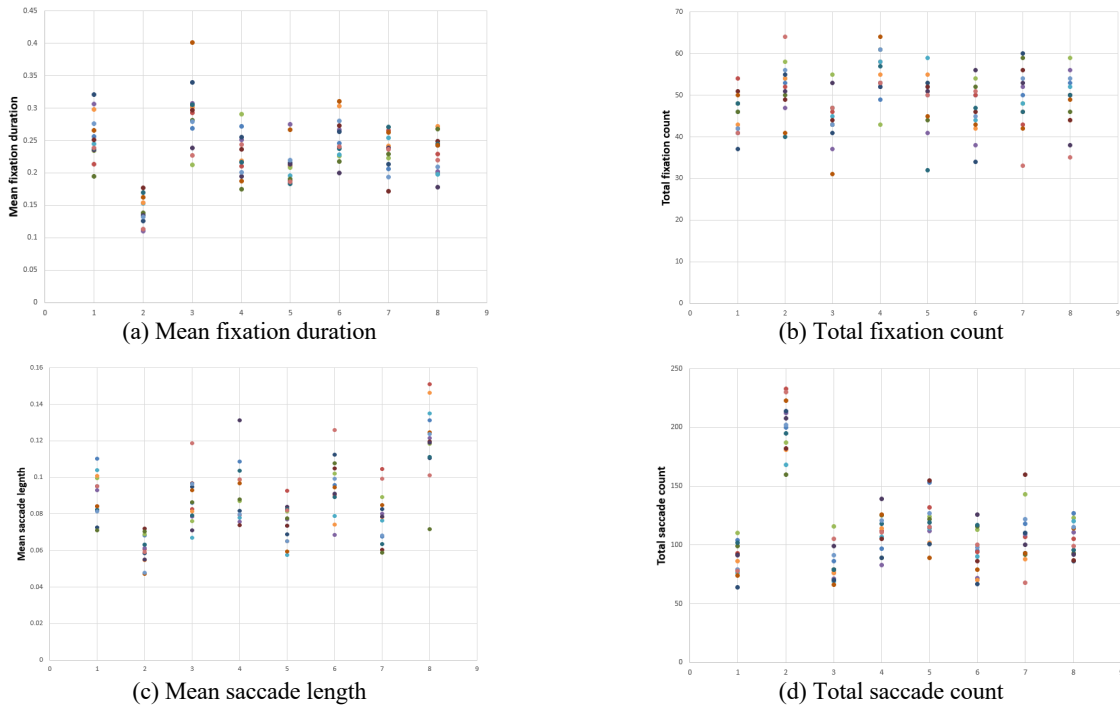 0.45
0.4
0.35
0.3
0.25
0.2
0.15
0.1
0.05
0
Mean fixation duration
0 1 2 3 4 5 6 7 8 9
(a) Mean fixation duration
70
60
50
40
30
20
10
0
Total fixation count
0 1 2 3 4 5 6 7 8 9
(b) Total fixation count
0.16
0.14
0.12
0.1
0.08
0.06
0.04
0.02
0
Mean saccade legnth
0 1 2 3 4 5 6 7 8 9
(c) Mean saccade length
250
200
150
100
50
0
Total saccade count
0 1 2 3 4 5 6 7 8 9
(d) Total saccade count